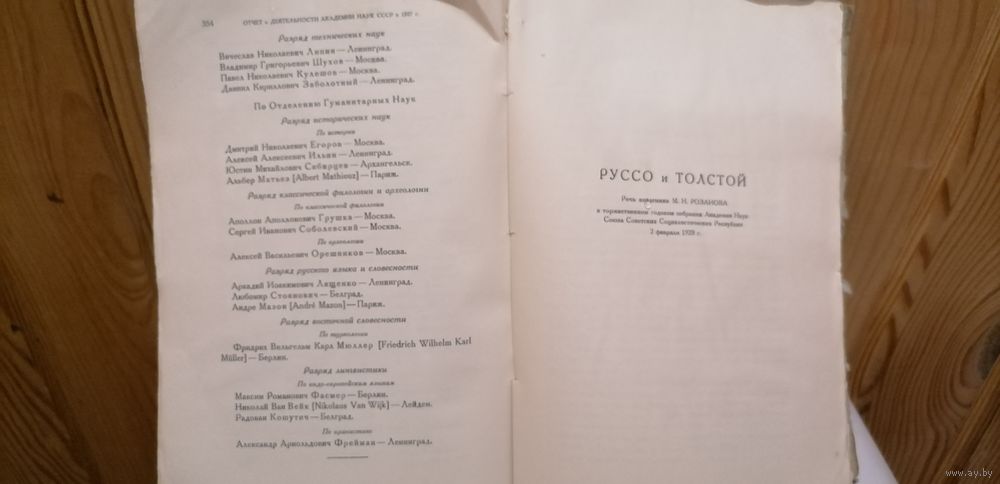 354 ОТЧЕТ о ДЕЯТЕЛЬНОСТИ АКАДЕМИИ НАУК СССР в 1927 г.
Разряд технических наук
Вячеслав Николаевич Липин — Ленинград.
Владимир Григорьевич Шухов — Москва.
Павел Николаевич Кулешов — Москва.
Даниил Кириллович Заболотный — Ленинград.
По Отделению Гуманитарных Наук
Разряд исторических наук
По истории
Дмитрий Николаевич Егоров — Москва.
Алексей Алексеевич Ильин — Ленинград.
Юстин Михайлович Сибирцев — Архангельск.
Альбер Матьез [Albert Mathiez] — Париж.
Разряд классической филологии и археологии
По классической филологии
Аполлон Аполлонович Грушка — Москва.
Сергей Иванович Соболевский — Москва.
По археологии
Алексей Васильевич Орешников — Москва.
Разряд русского языка и словесности
Аркадий Иоакимович Лященко — Ленинград.
Любомир Стоянович — Белград.
Андре Мазон [André Mazon] — Париж.
Разряд восточной словесности
По туркологии
Фридрих Вильгельм Карл Мюллер [Friedrich Wilhelm Karl
Müller] — Берлин.
Разряд лингвистики
По индо-европейским языкам
Максим Романович Фасмер — Берлин.
Николай Ван Вейк [Nikolaus Van Wijk] — Лейден.
Радован Кошутич — Белград.
По иранистике
Александр Арнольдович Фрейман — Ленинград.
РУССО и ТОЛСТОЙ
Речь академика М. Н. РОЗАНОВА
в торжественном годовом собрании Академии Наук
Союза Советских Социалистических Республик
2 февраля 1928 г.
www.ay.by